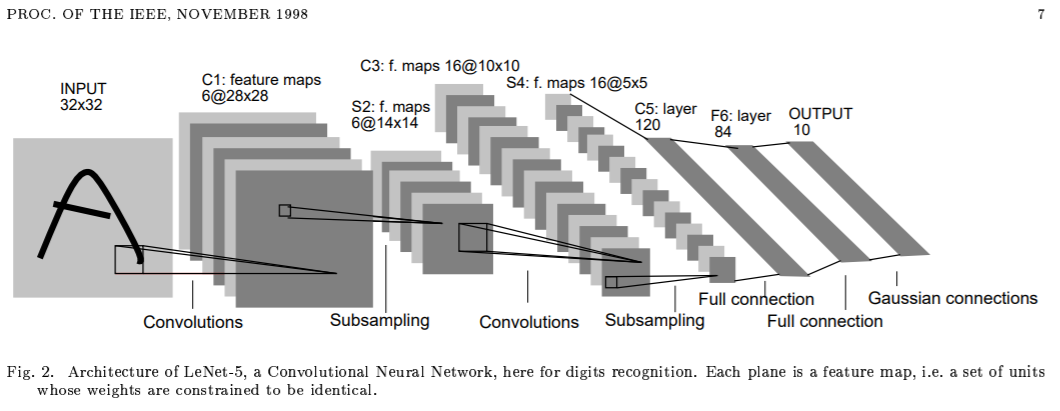 PROC. OF THE IEEE, NOVEMBER 1998 7
INPUT
32x32
C1: feature maps
6@28x28
S2: f. maps
6@14x14
C3: f. maps 16@10x10
S4: f. maps 16@5x5
C5: layer
120
F6: layer
84
OUTPUT
10
Convolutions
Subsampling
Convolutions
Subsampling
Full connection
Full connection
Gaussian connections
Fig. 2. Architecture of LeNet-5, a Convolutional Neural Network, here for digits recognition. Each plane is a feature map, i.e. a set of units
whose weights are constrained to be identical.
A